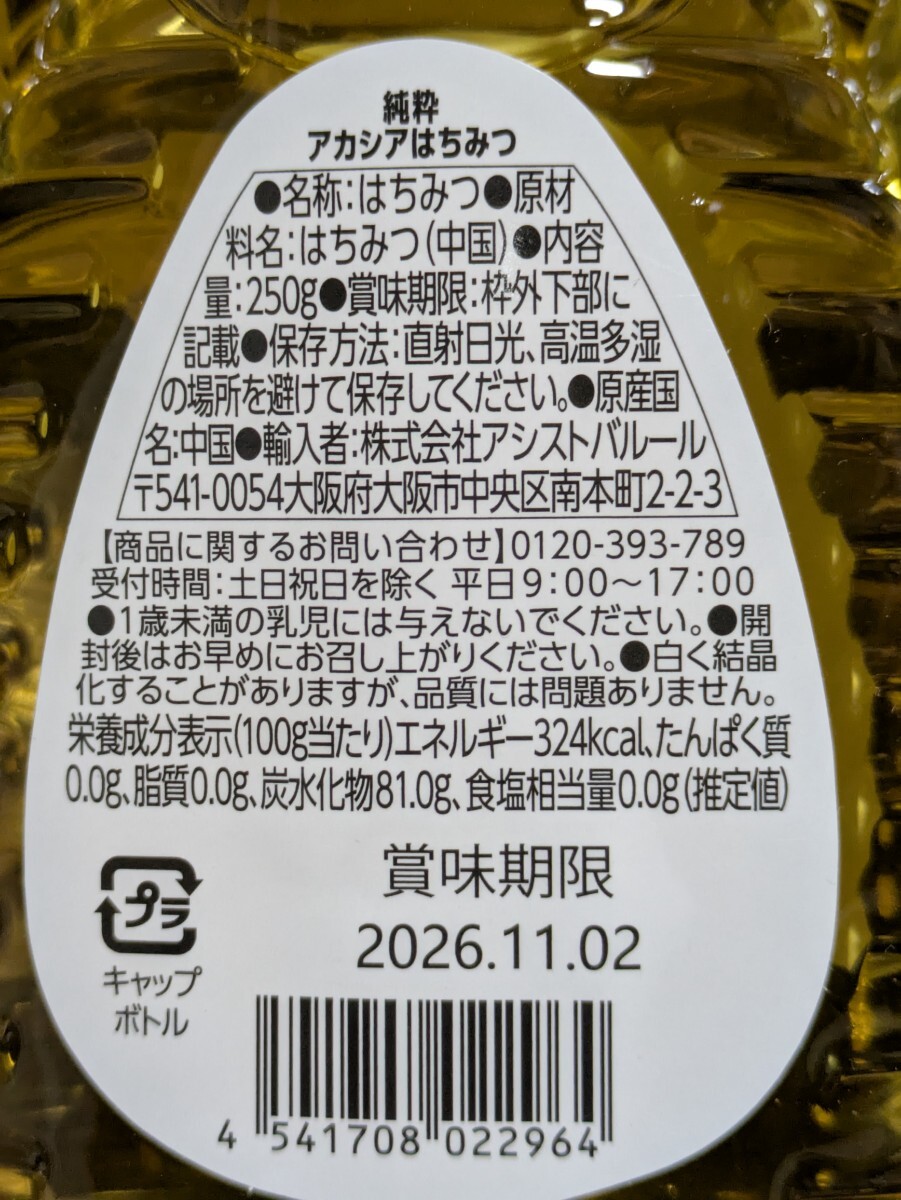 純粋
アカシアはちみつ
●名称:はちみつ●原材
料名:はちみつ(中国)●内容
量:250g●賞味期限:枠外下部に
記載●保存方法:直射日光、高温多湿
の場所を避けて保存してください。●原産国
名:中国●輸入者:株式会社アシストバルール
〒541-0054大阪府大阪市中央区南本町2-2-3
【商品に関するお問い合わせ】0120-393-789
受付時間:土日祝日を除く 平日9:00〜17:00
●1歳未満の乳児には与えないでください。●開
封後はお早めにお召し上がりください。●白く結晶
化することがありますが、品質には問題ありません。
栄養成分表示(100g当たり)エネルギー324kcal、たんぱく質
0.0g、脂質0.0g、炭水化物81.0g、食塩相当量0.0g(推定値)
プラ
キャップ
ボトル
賞味期限
2026.11.02
4 541708 022964